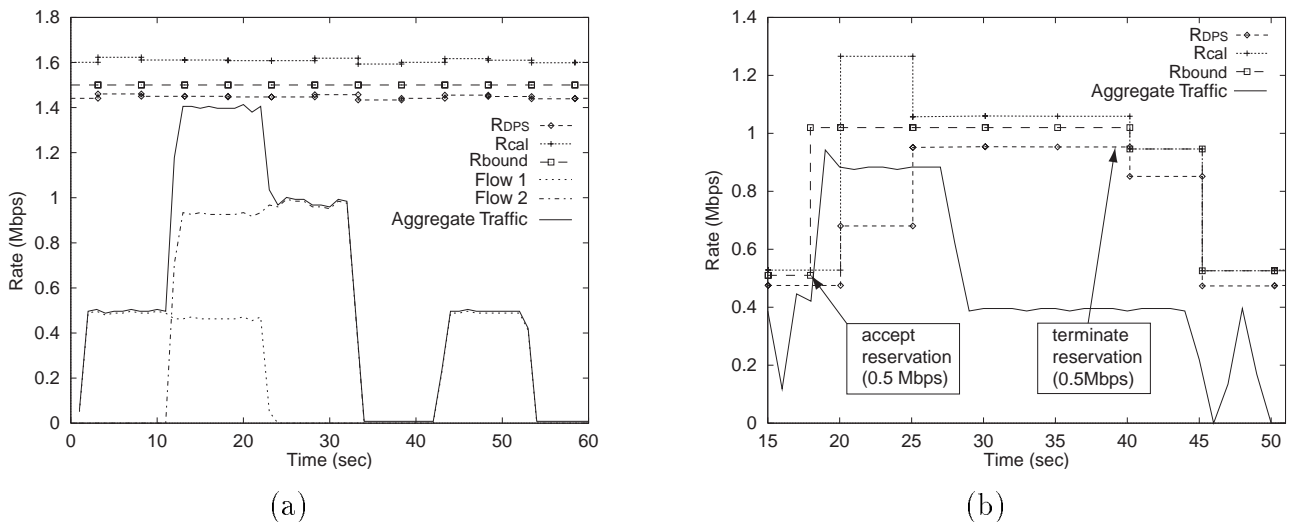 1.8
1.6
1.4
1.2
1
0.8
0.6
0.4
0.2
0
Rate (Mbps)
RDPS
Rcal
Rbound
Flow 1
Flow 2
Aggregate Traffic
0 10 20 30 40 50 60
Time (sec)
(a)
1.4
1.2
1
0.8
0.6
0.4
0.2
0
Rate (Mbps)
RDPS
Rcal
Rbound
Aggregate Traffic
accept
reservation
(0.5 Mbps)
terminate
reservation
(0.5Mbps)
15 20 25 30 35 40 45 50
Time (sec)
(b)